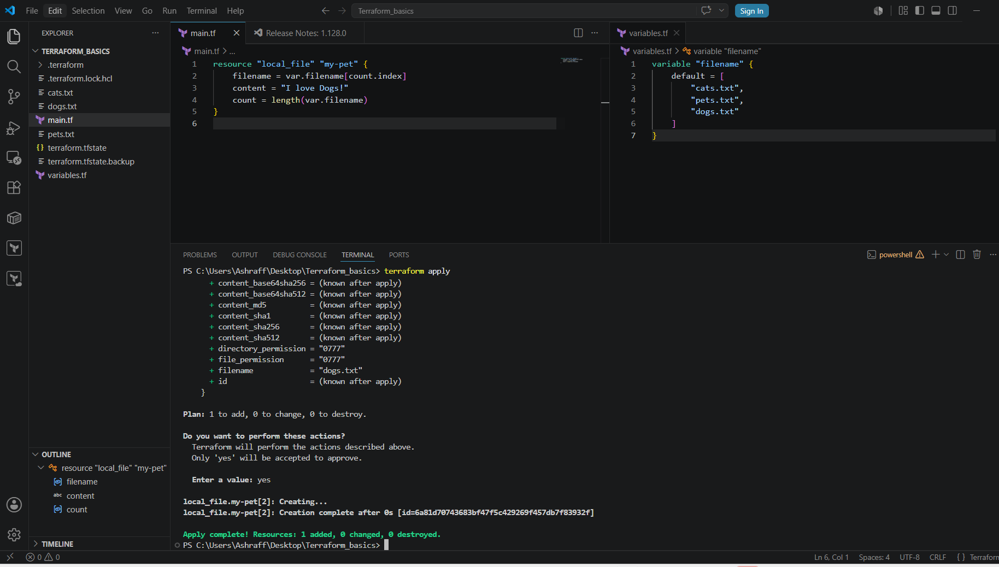 File Edit Selection View Go Run Terminal Help
Terraform_basics
Sign In
EXPLORER
TERRAFORM_BASICS
.terraform
.terraform.lock.hcl
cats.txt
dogs.txt
main.tf
pets.txt
terraform.tfstate
terraform.tfstate.backup
variables.tf
OUTLINE
resource "local_file" "my-pet"
filename
abc content
count
TIMELINE
main.tf
Release Notes: 1.128.0
main.tf > ...
1 resource "local_file" "my-pet" {
2 filename = var.filename[count.index]
3 content = "I love Dogs!"
4 count = length(var.filename)
5 }
6
variables.tf
variables.tf > variable "filename"
1 variable "filename" {
2 default = [
3 "cats.txt",
4 "pets.txt",
5 "dogs.txt"
6 ]
7 }
PROBLEMS OUTPUT DEBUG CONSOLE TERMINAL PORTS
powershell
PS C:\Users\Ashraff\Desktop\Terraform_basics> terraform apply
+ content_base64sha256 = (known after apply)
+ content_base64sha512 = (known after apply)
+ content_md5 = (known after apply)
+ content_sha1 = (known after apply)
+ content_sha256 = (known after apply)
+ content_sha512 = (known after apply)
+ directory_permission = "0777"
+ file_permission = "0777"
+ filename = "dogs.txt"
+ id = (known after apply)
}
Plan: 1 to add, 0 to change, 0 to destroy.
Do you want to perform these actions?
Terraform will perform the actions described above.
Only 'yes' will be accepted to approve.
Enter a value: yes
local_file.my-pet[2]: Creating...
local_file.my-pet[2]: Creation complete after 0s [id=6a81d70743683bf47f5c429269f457db7f83932f]
Apply complete! Resources: 1 added, 0 changed, 0 destroyed.
PS C:\Users\Ashraff\Desktop\Terraform_basics>
0 0
Ln 6, Col 1 Spaces: 4 UTF-8 CRLF { } Terraform